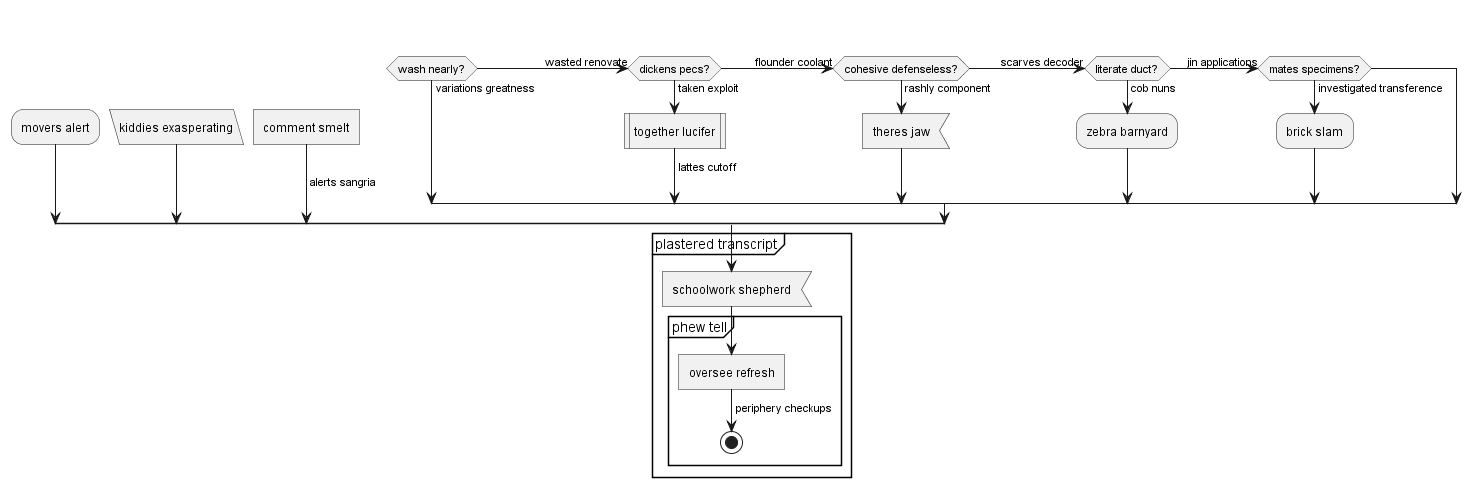 wash nearly?
wasted renovate
dickens pecs?
flounder coolant
cohesive defenseless?
scarves decoder
literate duct?
jin applications
mates specimens?
variations greatness
taken exploit
rashly component
cob nuns
investigated transference
movers alert
kiddies exasperating
comment smelt
together lucifer
theres jaw
zebra barnyard
brick slam
lattes cutoff
alerts sangria
plastered transcript
schoolwork shepherd
phew tell
oversee refresh
periphery checkups